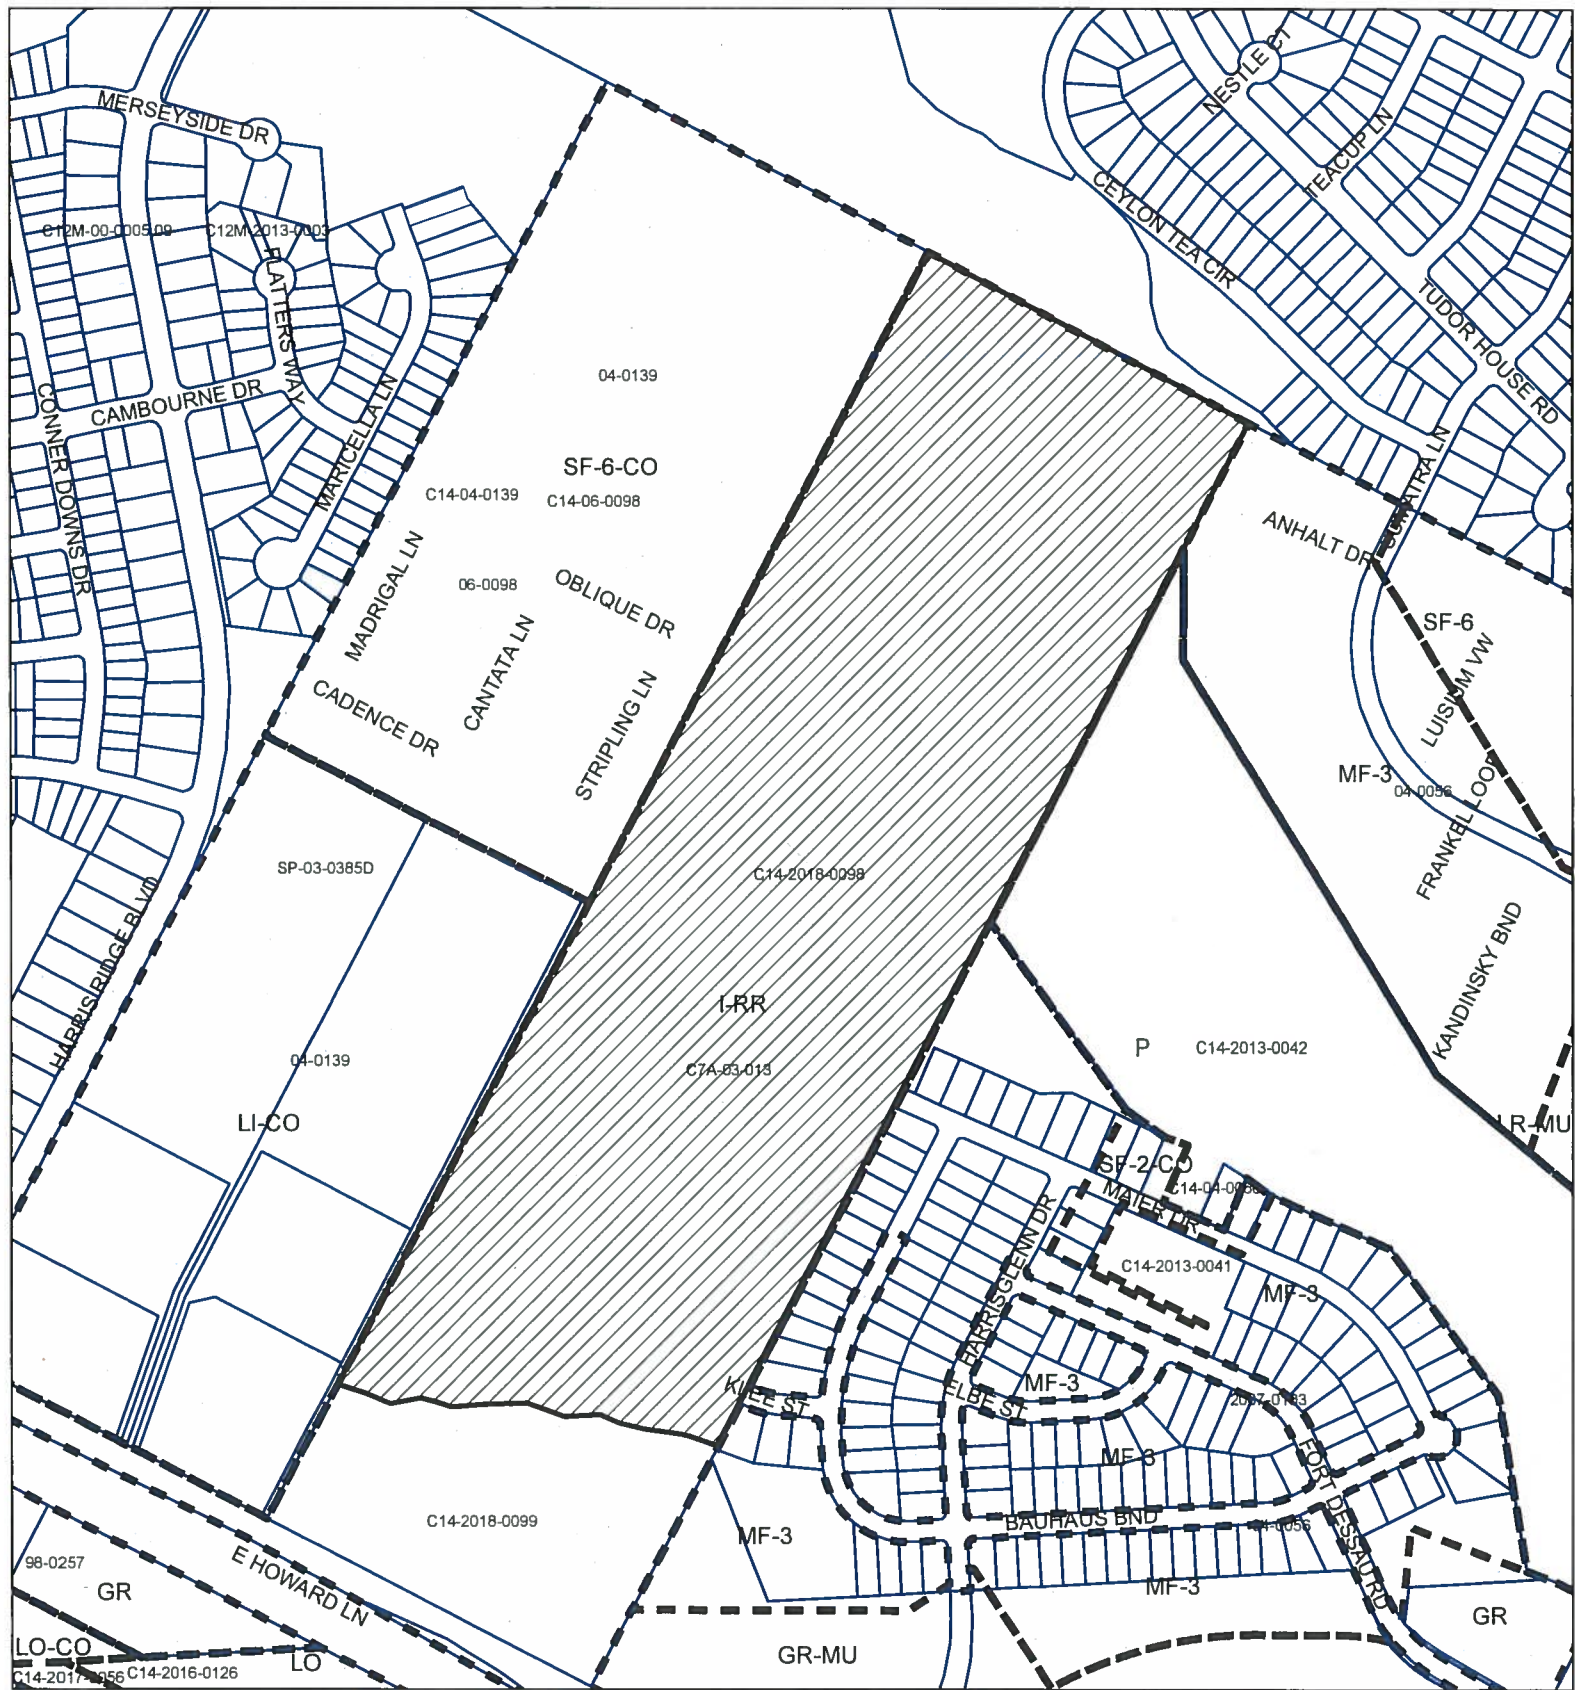 NESTLE CT
MERSEYSIDE DR
TEACUP LN
CEYLON TEA CIR
C12M-00-0005.09
C12M-2013-0003
PLATTERS WAY
TUDOR HOUSE RD
04-0139
CAMBOURNE DR
CONNER DOWNS DR
MARICELLA LN
SF-6-CO
C14-04-0139
C14-06-0098
SUMATRA LN
ANHALT DR
MADRIGAL LN
06-0098
OBLIQUE DR
SF-6
CANTATA LN
LUISIUM VW
CADENCE DR
STRIPLING LN
MF-3
04-0056
FRANKEL LOOP
SP-03-0385D
C14-2018-0098
HARRIS RIDGE BLVD
KANDINSKY BND
I-RR
04-0139
P
C14-2013-0042
C7A-03-013
LI-CO
LR-MU
SF-2-CO
MAIER DR
HARRISGLENN DR
C14-2013-0041
MF-3
KLEE ST
ELBE ST
MF-3
MF-3
FORT DESSAU RD
C14-2018-0099
MF-3
BAUHAUS BND
98-0257
E HOWARD LN
GR
MF-3
GR
LO-CO
C14-2016-0126
LO
GR-MU